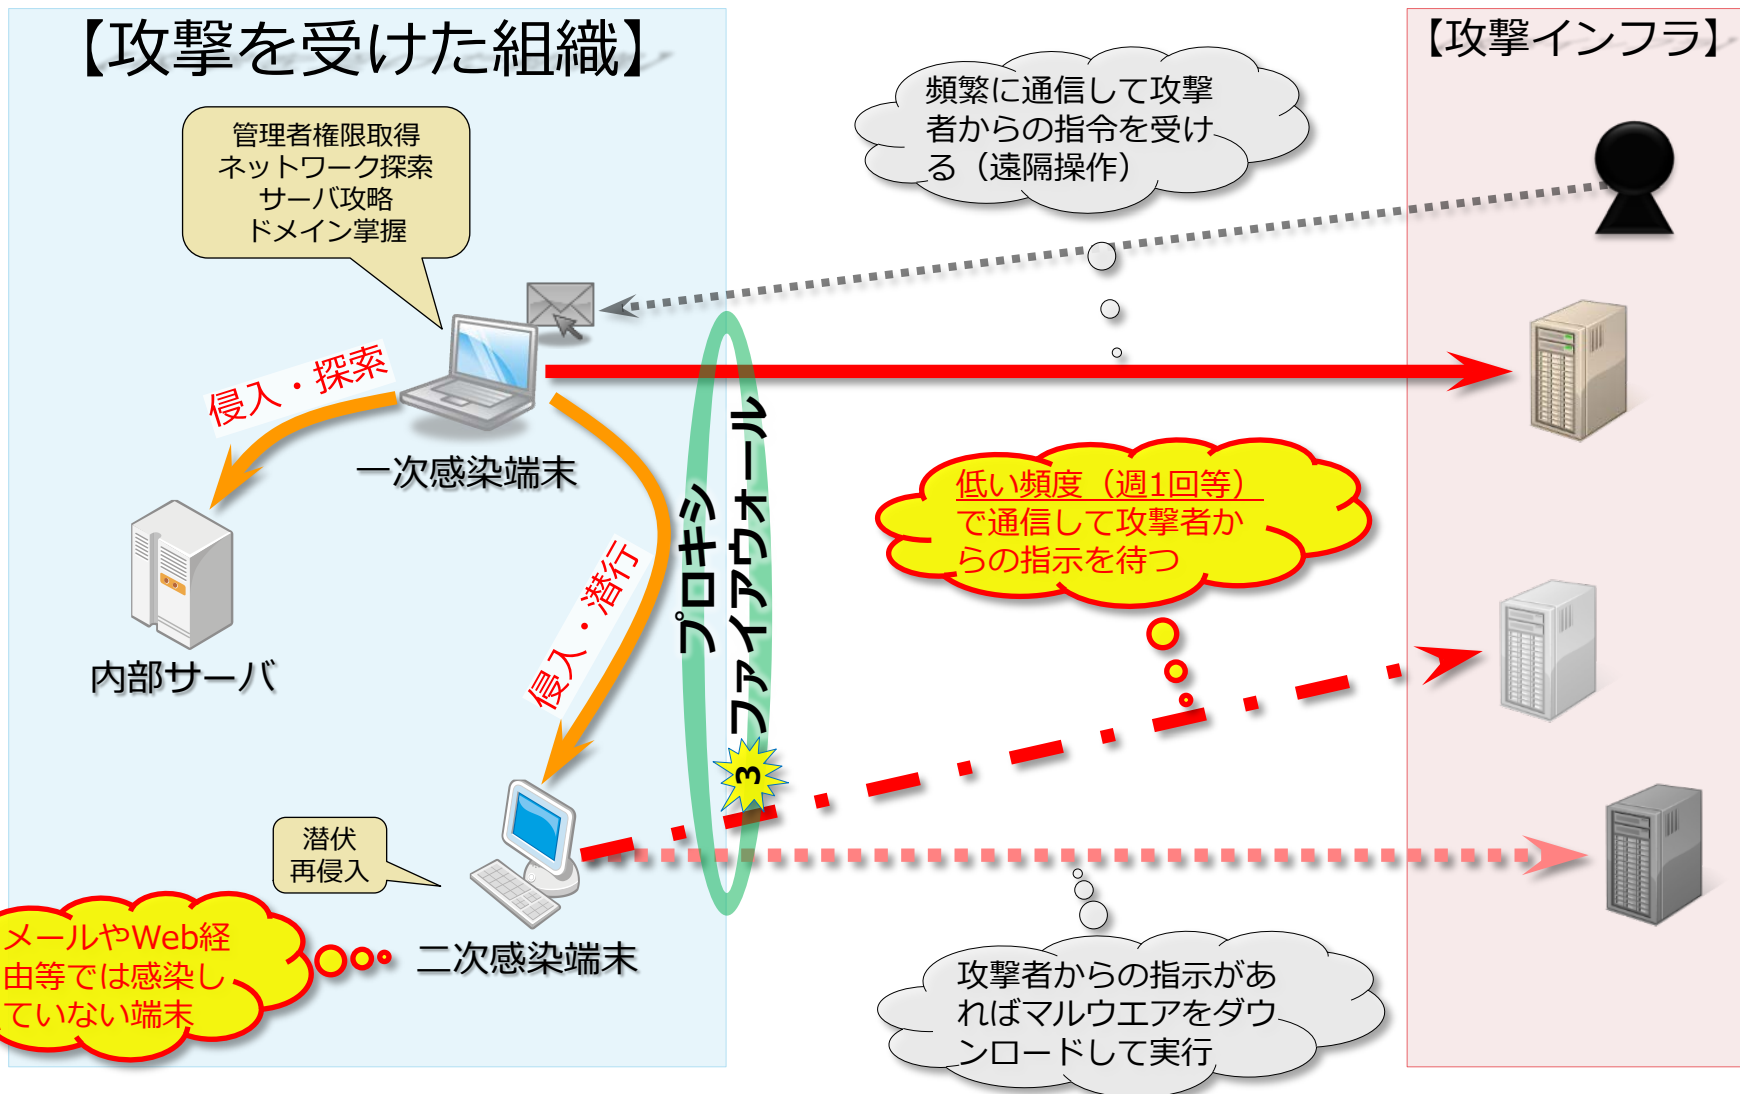 【攻撃を受けた組織】
【攻撃インフラ】
管理者権限取得
ネットワーク探索
サーバ攻略
ドメイン掌握
頻繁に通信して攻撃
者からの指令を受け
る（遠隔操作）
侵入・探索
一次感染端末
プロキシ
ファイアウォール
低い頻度（週1回等）
で通信して攻撃者か
らの指示を待つ
侵入・潜行
内部サーバ
3
潜伏
再侵入
メールやWeb経
由等では感染し
ていない端末
二次感染端末
攻撃者からの指示があ
ればマルウエアをダウ
ンロードして実行